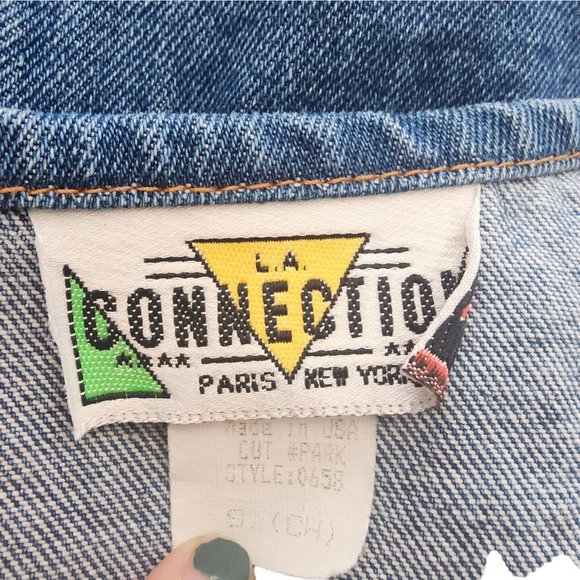 L.A.
CONNECTION
PARIS NEW YORK
Made in USA
CUT #PARK
STYLE:0658
S (CH)